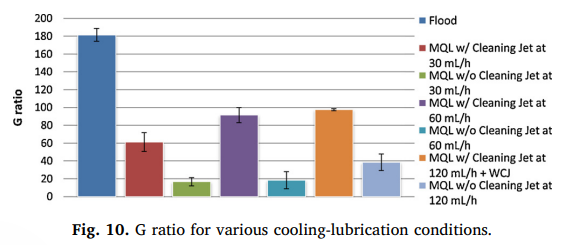 200
180
160
140
120
100
80
60
40
20
0
G ratio
Flood
MQL w/ Cleaning Jet at
30 mL/h
MQL w/o Cleaning Jet at
30 mL/h
MQL w/ Cleaning Jet at
60 mL/h
MQL w/o Cleaning Jet at
60 mL/h
MQL w/ Cleaning Jet at
120 mL/h + WCJ
MQL w/o Cleaning Jet at
120 mL/h
Fig. 10. G ratio for various cooling-lubrication conditions.